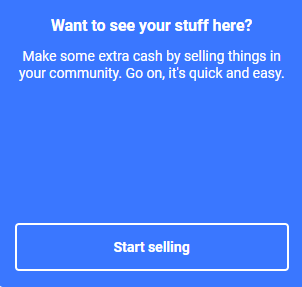 Want to see your stuff here?
Make some extra cash by selling things in
your community. Go on, it's quick and easy.
Start selling